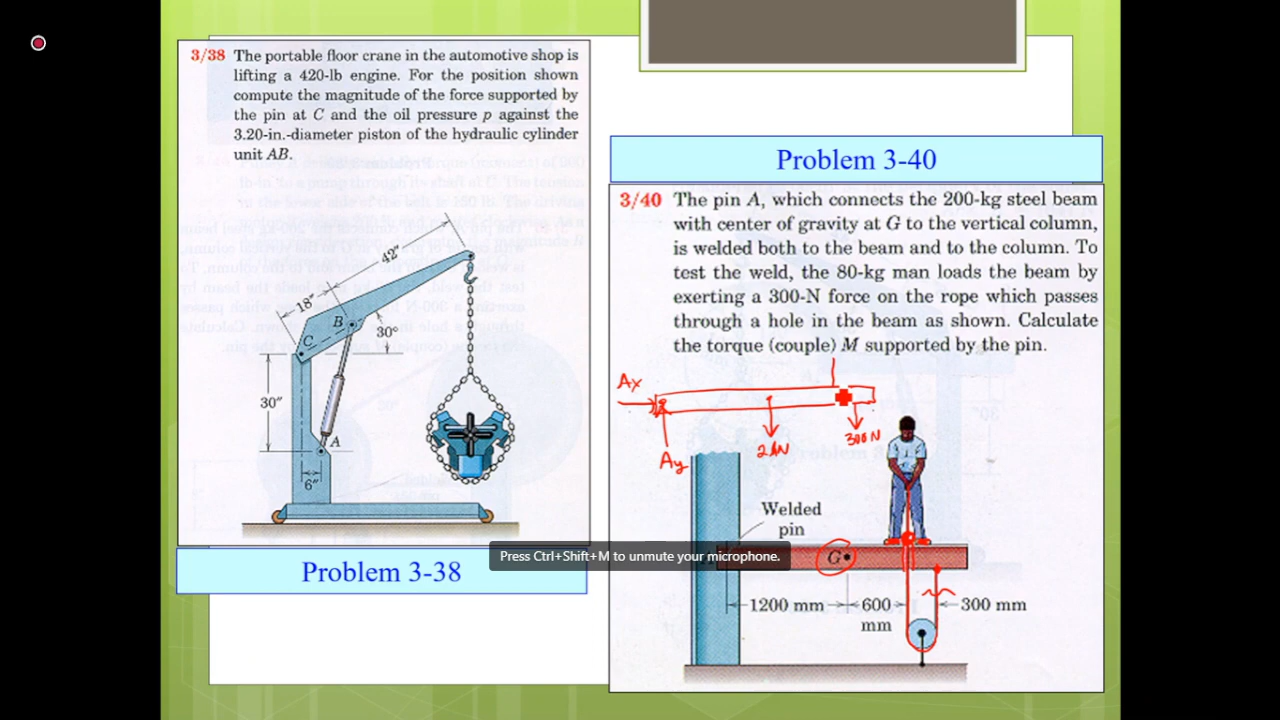 3/38 The portable floor crane in the automotive shop is
lifting a 420-lb engine. For the position shown
compute the magnitude of the force supported by
the pin at C and the oil pressure p against the
3.20-in.-diameter piston of the hydraulic cylinder
unit AB.
42"
18"
B
30°
C
30"
A
6"
Problem 3-38
Problem 3-40
3/40 The pin A, which connects the 200-kg steel beam
with center of gravity at G to the vertical column,
is welded both to the beam and to the column. To
test the weld, the 80-kg man loads the beam by
exerting a 300-N force on the rope which passes
through a hole in the beam as shown. Calculate
the torque (couple) M supported by the pin.
Ax
Ay
300N
Welded
pin
Press Ctrl+Shift+M to unmute your microphone.
G
1200 mm
600
mm
300 mm